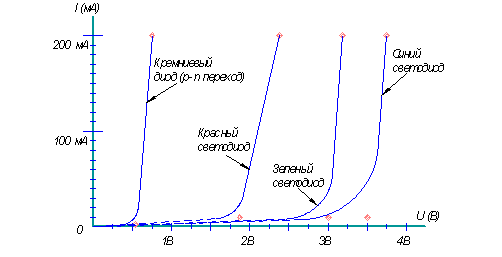 I (мА)
200 мА
Кремниевый
диод (p-n переход)
Синий
светодиод
100 мА
Красный
светодиод
Зеленый
светодиод
0
1В
2В
3В
4В
U (В)